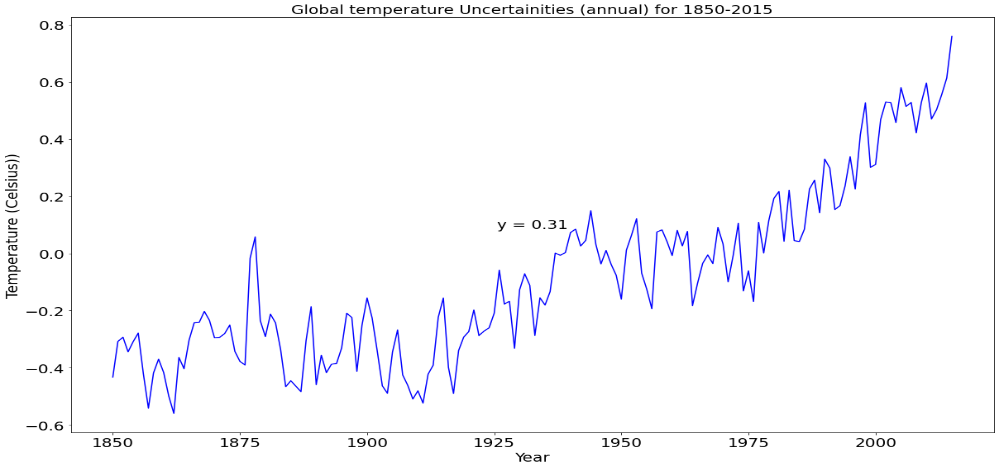 Global temperature Uncertainities (annual) for 1850-2015
0.8
0.6
0.4
0.2
0.0
−0.2
−0.4
−0.6
Temperature (Celsius))
y = 0.31
1850 1875 1900 1925 1950 1975 2000
Year